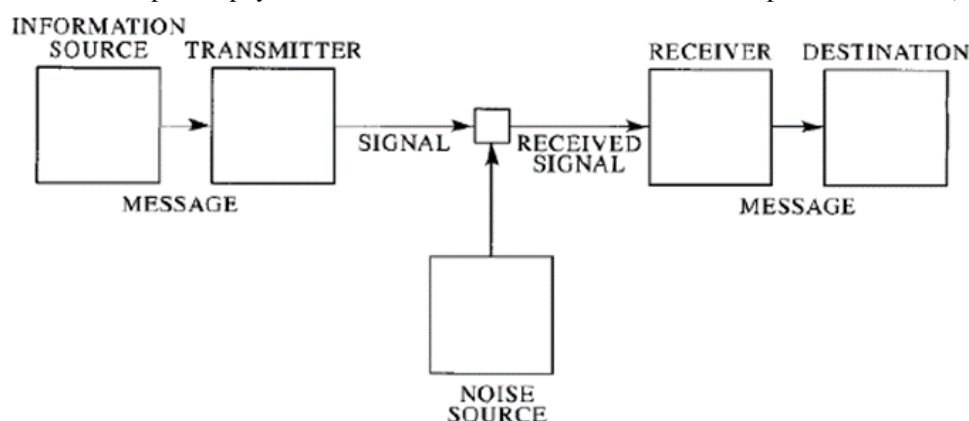 INFORMATION
SOURCE
TRANSMITTER
RECEIVER
DESTINATION
SIGNAL
RECEIVED
SIGNAL
MESSAGE
MESSAGE
NOISE
SOURCE